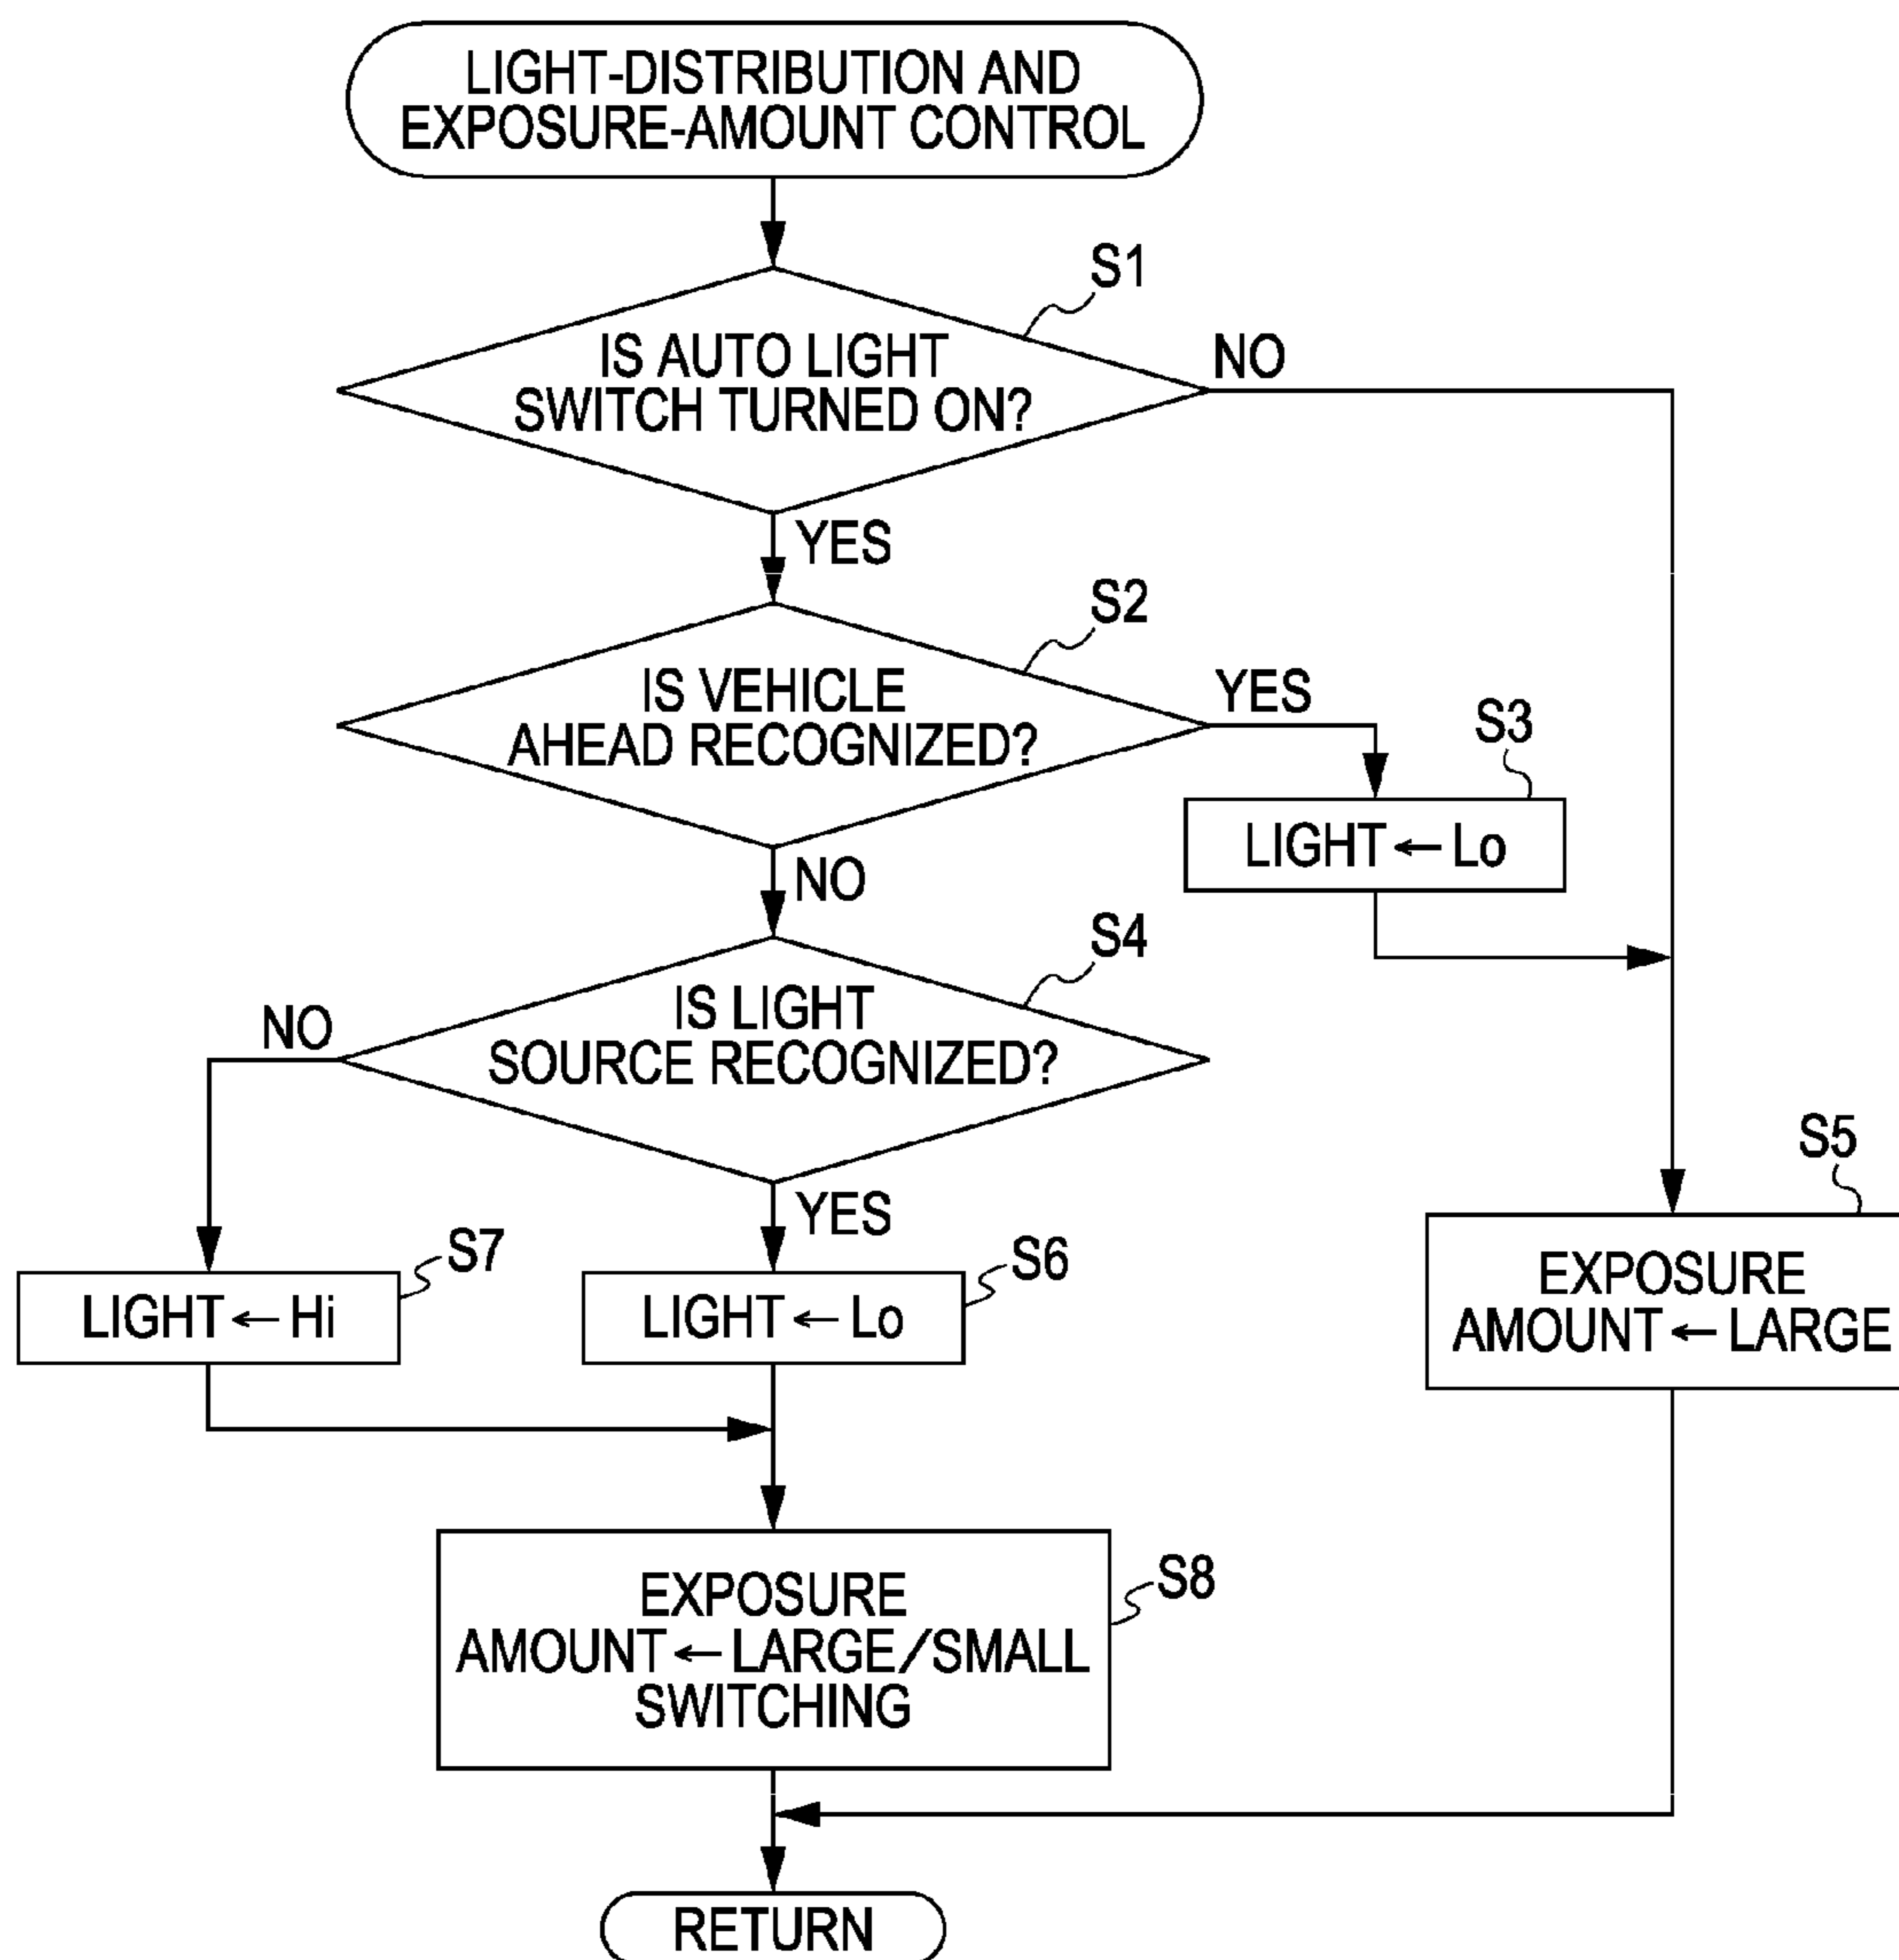 LIGHT-DISTRIBUTION AND
EXPOSURE-AMOUNT CONTROL
S1
IS AUTO LIGHT
SWITCH TURNED ON?
NO
YES
S2
IS VEHICLE
AHEAD RECOGNIZED?
YES
S3
LIGHT ← Lo
NO
S4
IS LIGHT
SOURCE RECOGNIZED?
NO
YES
S5
EXPOSURE
AMOUNT ← LARGE
S7
LIGHT ← Hi
S6
LIGHT ← Lo
S8
EXPOSURE
AMOUNT ← LARGE/SMALL
SWITCHING
RETURN